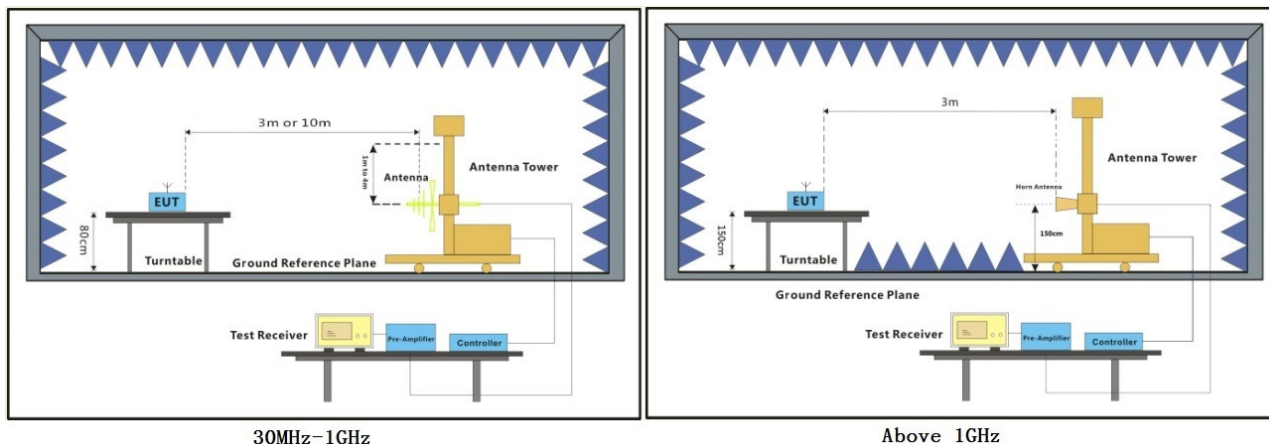 3m or 10m
1m to 4m
Antenna
Antenna Tower
EUT
80cm
Turntable
Ground Reference Plane
Test Receiver
Pre-Amplifier
Controller
30MHz-1GHz
3m
Antenna Tower
Horn Antenna
EUT
150cm
150cm
Turntable
Ground Reference Plane
Test Receiver
Pre-Amplifier
Controller
Above 1GHz